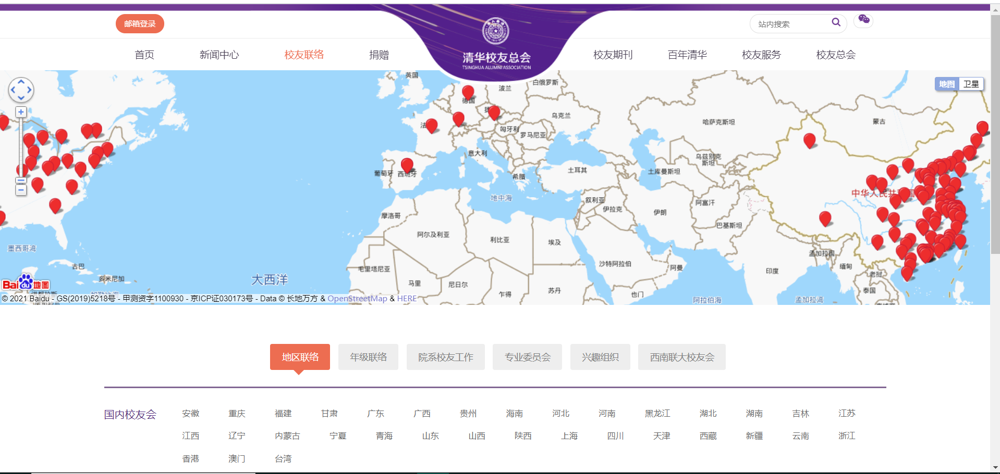 邮箱登录
站内搜索
首页
新闻中心
校友联络
捐赠
清华校友总会
TSINGHUA ALUMNI ASSOCIATION
校友期刊
百年清华
校友服务
校友总会
地图
卫星
英国
白俄罗斯
波兰
德国
乌克兰
匈牙利
罗马尼亚
哈萨克斯坦
蒙古
意大利
乌兹别克
斯坦
土库曼斯坦
土耳其
葡萄牙
西班牙
希腊
地中海
叙利亚
伊拉克
伊朗
阿富汗
巴基斯坦
摩洛哥
阿尔及利亚
利比亚
埃及
沙特阿拉伯
阿曼
印度
孟加拉国
缅甸
老挝
泰国
墨西哥湾
古巴
多米尼加
大西洋
毛里塔尼亚
马里
尼日尔
乍得
苏丹
也门
阿拉伯海
孟加拉湾
Bai du 地图
© 2021 Baidu - GS(2019)5218号 - 甲测资字1100930 - 京ICP证030173号 - Data © 长地万方 & OpenStreetMap & HERE
地区联络
年级联络
院系校友工作
专业委员会
兴趣组织
西南联大校友会
国内校友会
安徽 重庆 福建 甘肃 广东 广西 贵州 海南 河北 河南 黑龙江 湖北 湖南 吉林 江苏
江西 辽宁 内蒙古 宁夏 青海 山东 山西 陕西 上海 四川 天津 西藏 新疆 云南 浙江
香港 澳门 台湾